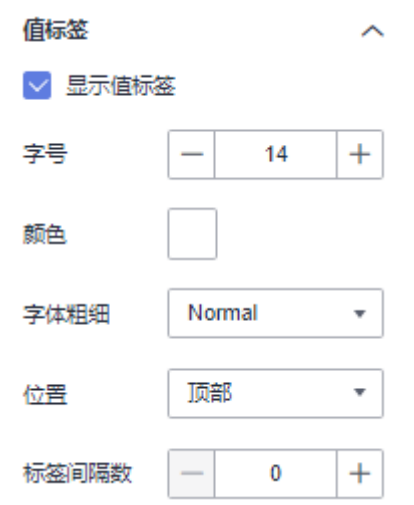 值标签
显示值标签
字号 — 14 +
颜色
字体粗细 Normal
位置 顶部
标签间隔数 — 0 +